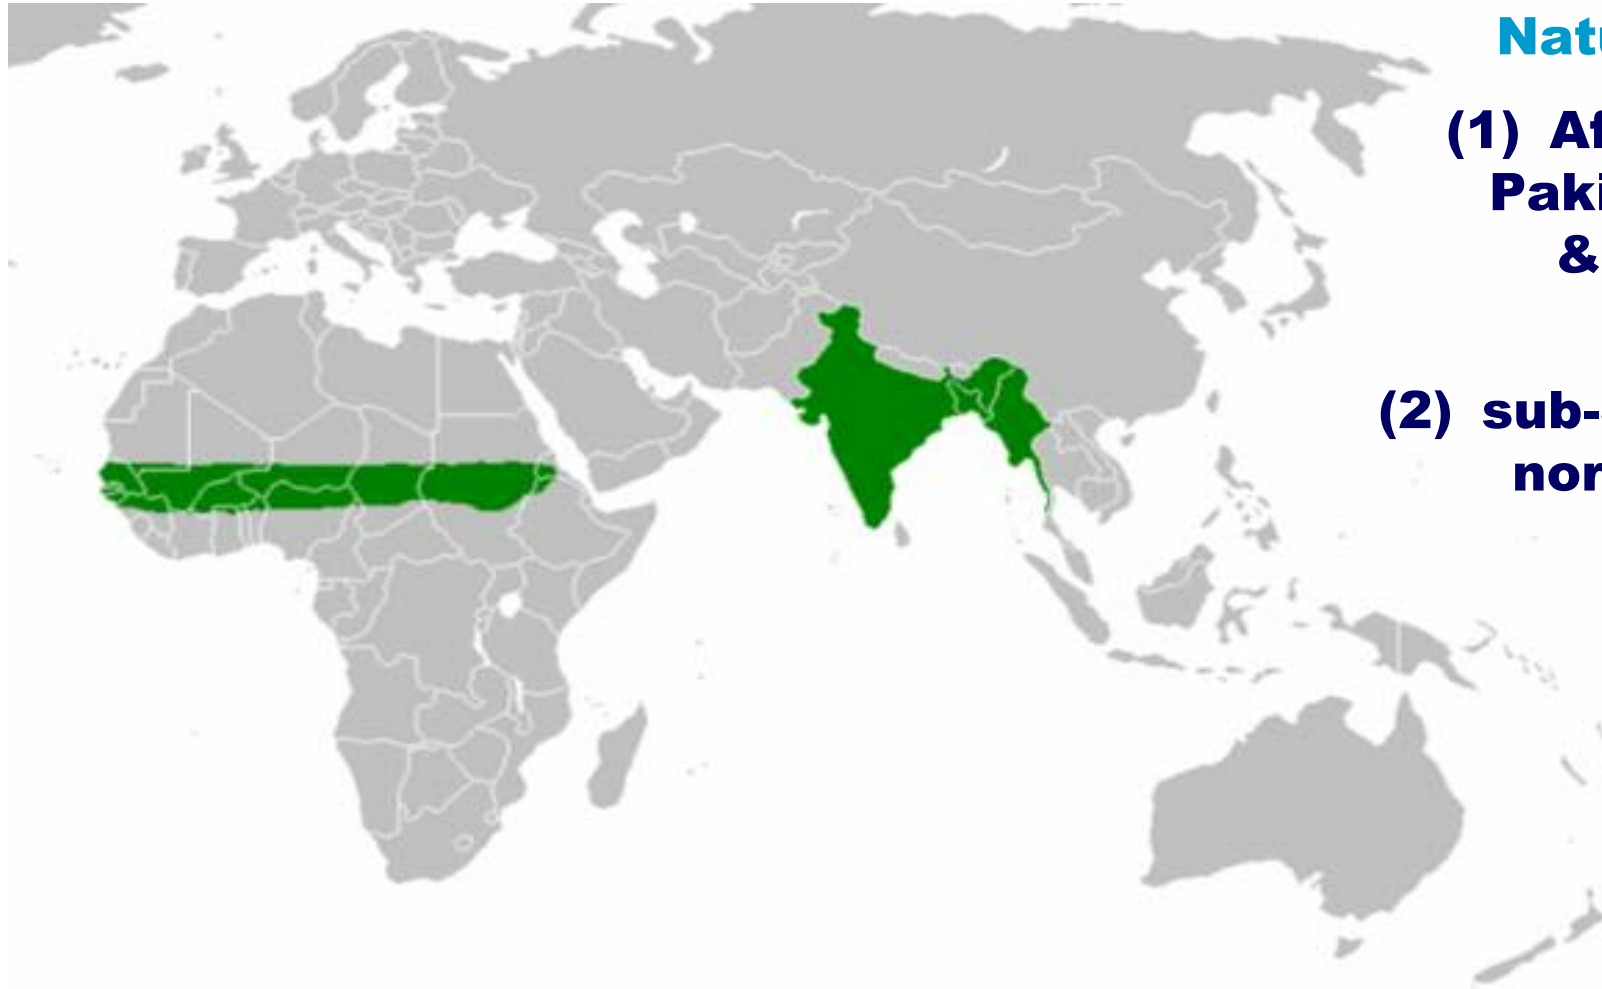 Natu
(1) Af
Paki
&
(2) sub-
nor